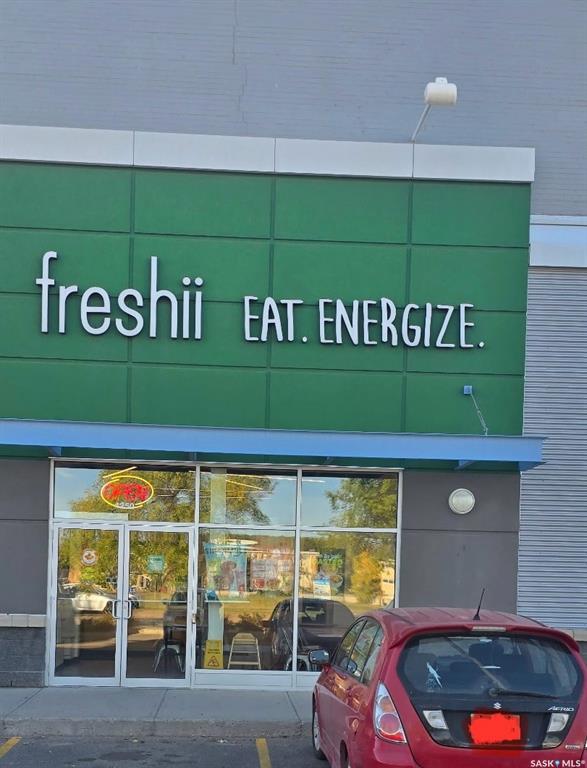 freshii EAT. ENERGIZE.
OPEN
AERIO
SASK MLS®